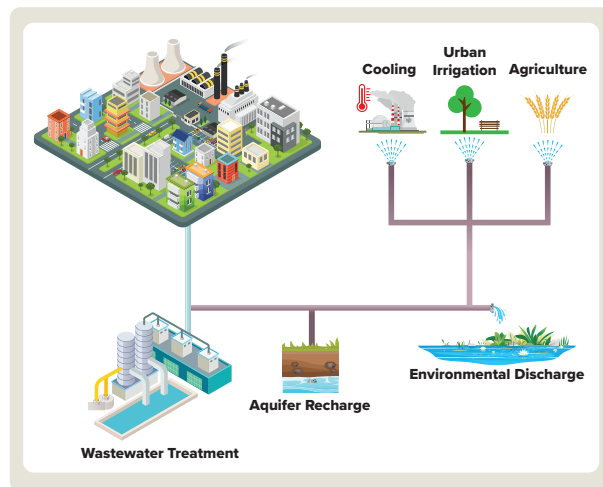 Cooling
Urban
Irrigation
Agriculture
Environmental Discharge
Aquifer Recharge
Wastewater Treatment